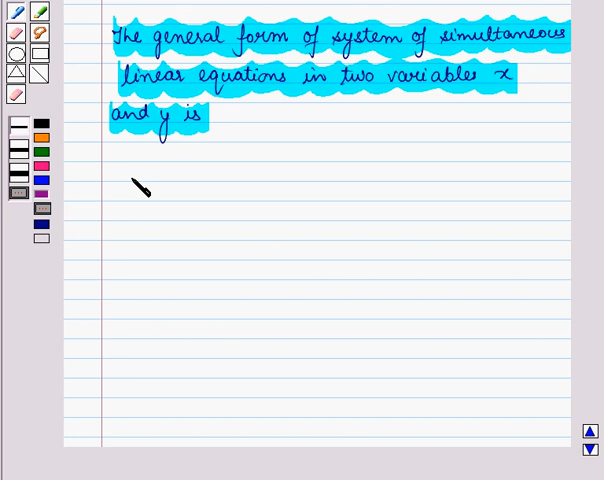 The general form of system of simultaneous
linear equations in two variables x
and y is